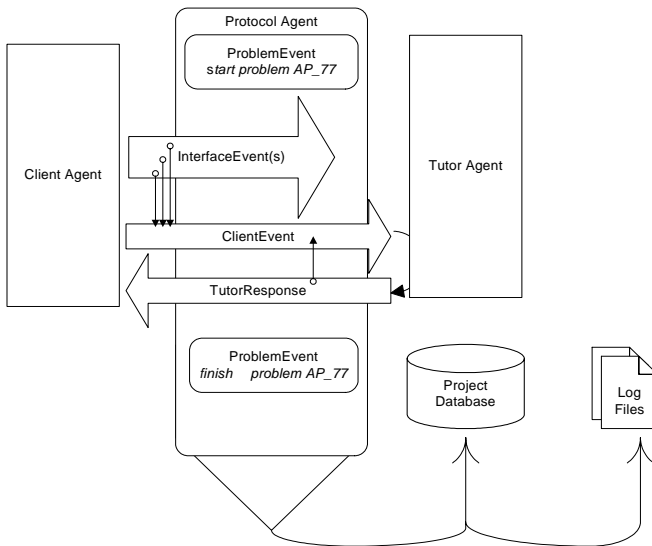 Protocol Agent
ProblemEvent
start problem AP_77
Client Agent
InterfaceEvent(s)
Tutor Agent
ClientEvent
TutorResponse
ProblemEvent
finish problem AP_77
Project
Database
Log
Files